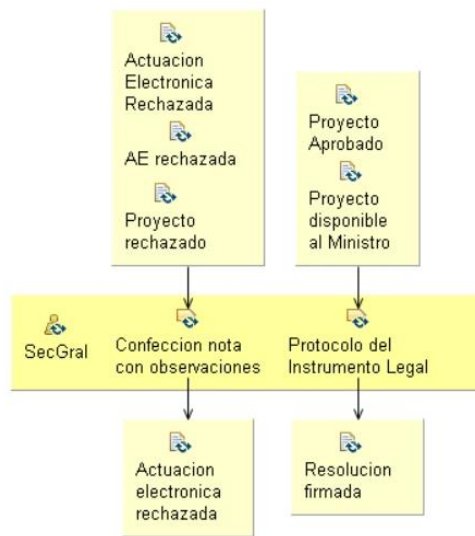 Actuacion
Electronica
Rechazada
AE rechazada
Proyecto
rechazado
Proyecto
Aprobado
Proyecto
disponible
al Ministro
SecGral
Confeccion nota
con observaciones
Protocolo del
Instrumento Legal
Actuacion
electronica
rechazada
Resolucion
firmada